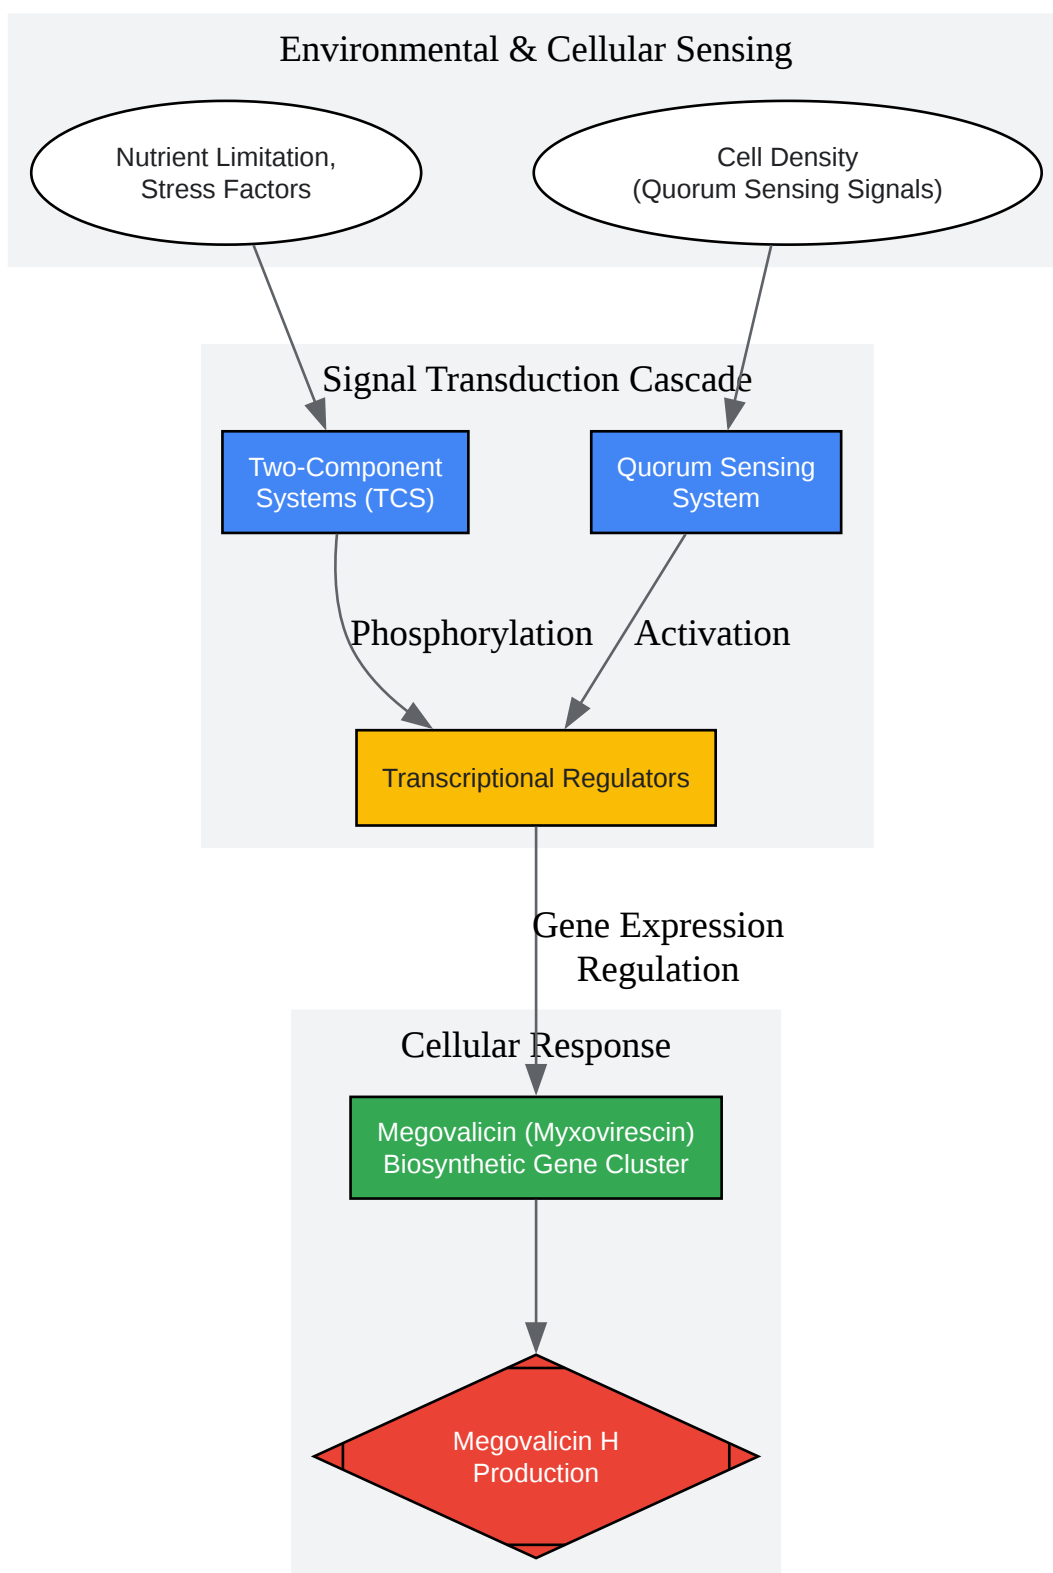 Environmental & Cellular Sensing
Nutrient Limitation,
Stress Factors
Cell Density
(Quorum Sensing Signals)
Signal Transduction Cascade
Two-Component
Systems (TCS)
Quorum Sensing
System
Phosphorylation
Activation
Transcriptional Regulators
Gene Expression
Regulation
Cellular Response
Megovalicin (Myxovirescin)
Biosynthetic Gene Cluster
Megovalicin H
Production